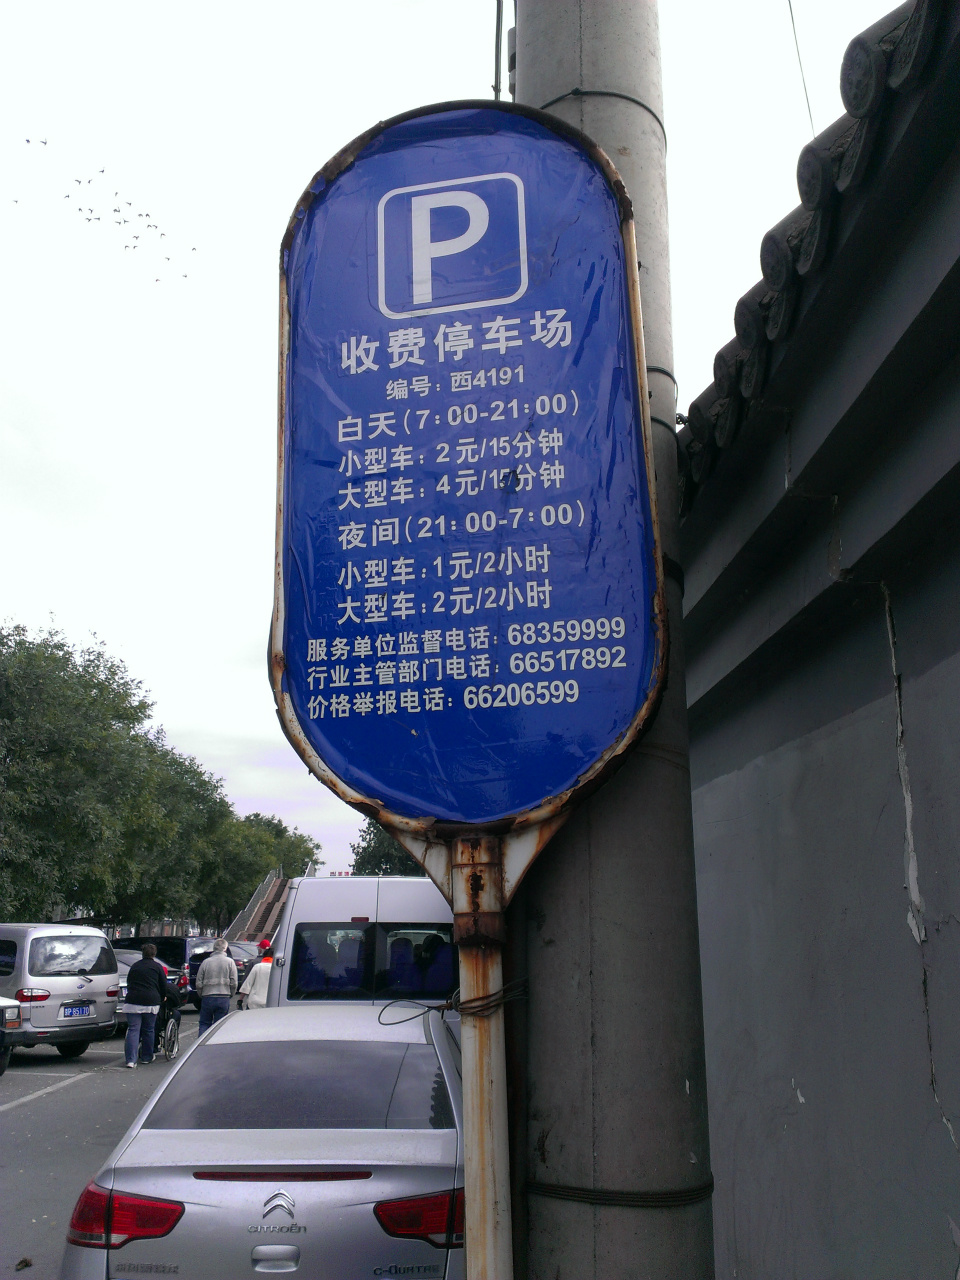 P
收费停车场
编号：西4191
白天(7:00-21:00)
小型车：2元/15分钟
大型车：4元/15分钟
夜间(21:00-7:00)
小型车：1元/2小时
大型车：2元/2小时
服务单位监督电话：68359999
行业主管部门电话：66517892
价格举报电话：66206599
CITROËN
C-QUATRE